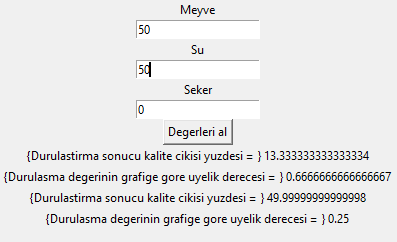 Meyve
50
Su
50
Seker
0
Degerleri al
{Durulastirma sonucu kalite cikisi yuzdesi = } 13.333333333333334
{Durulasma degerinin grafige gore uyelik derecesi = } 0.6666666666666667
{Durulastirma sonucu kalite cikisi yuzdesi = } 49.99999999999998
{Durulasma degerinin grafige gore uyelik derecesi = } 0.25